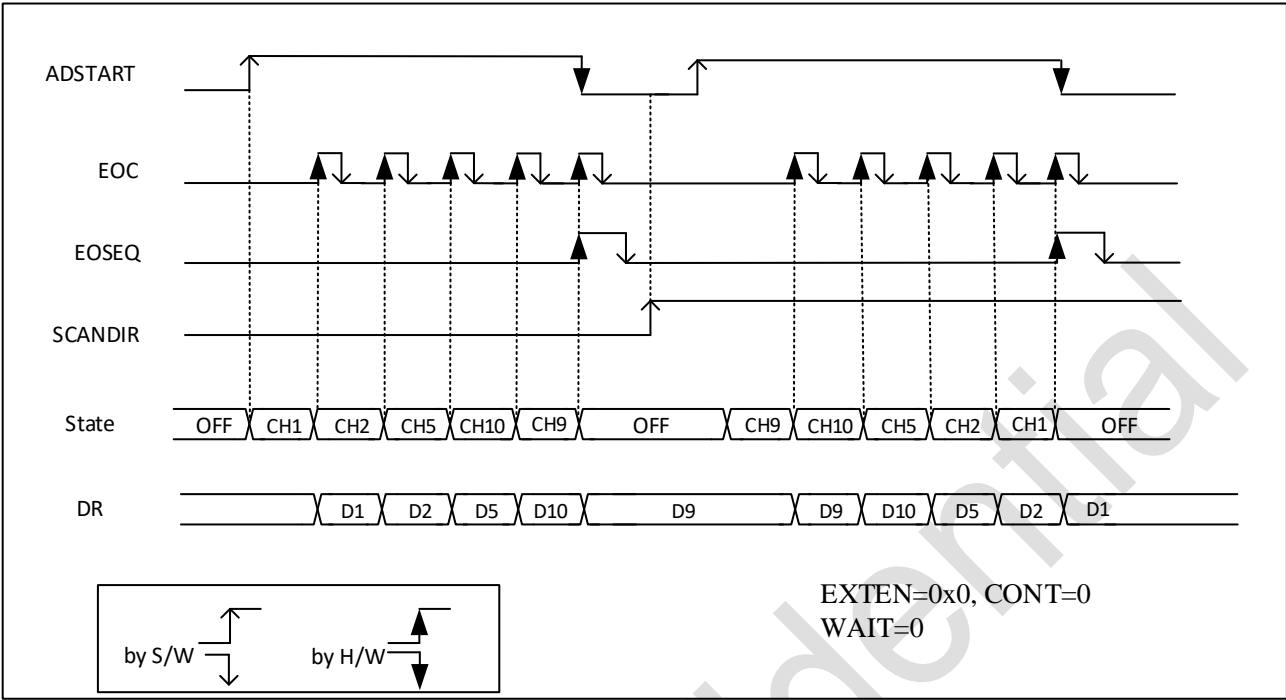 ADSTART
EOC
EOSEQ
SCANDIR
State OFF CH1 CH2 CH5 CH10 CH9 OFF CH9 CH10 CH5 CH2 CH1 OFF
DR D1 D2 D5 D10 D9 D9 D10 D5 D2 D1
by S/W by H/W
EXTEN=0x0, CONT=0
WAIT=0
dential